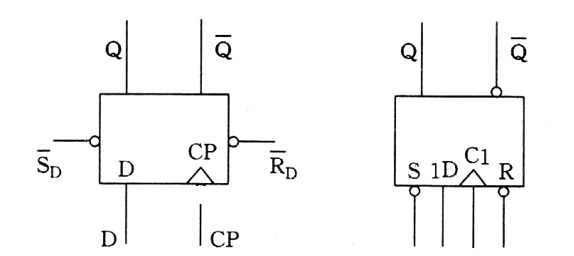 Q Q̅ Q Q̅
S̅D CP R̅D C1
D S 1D R
D CP